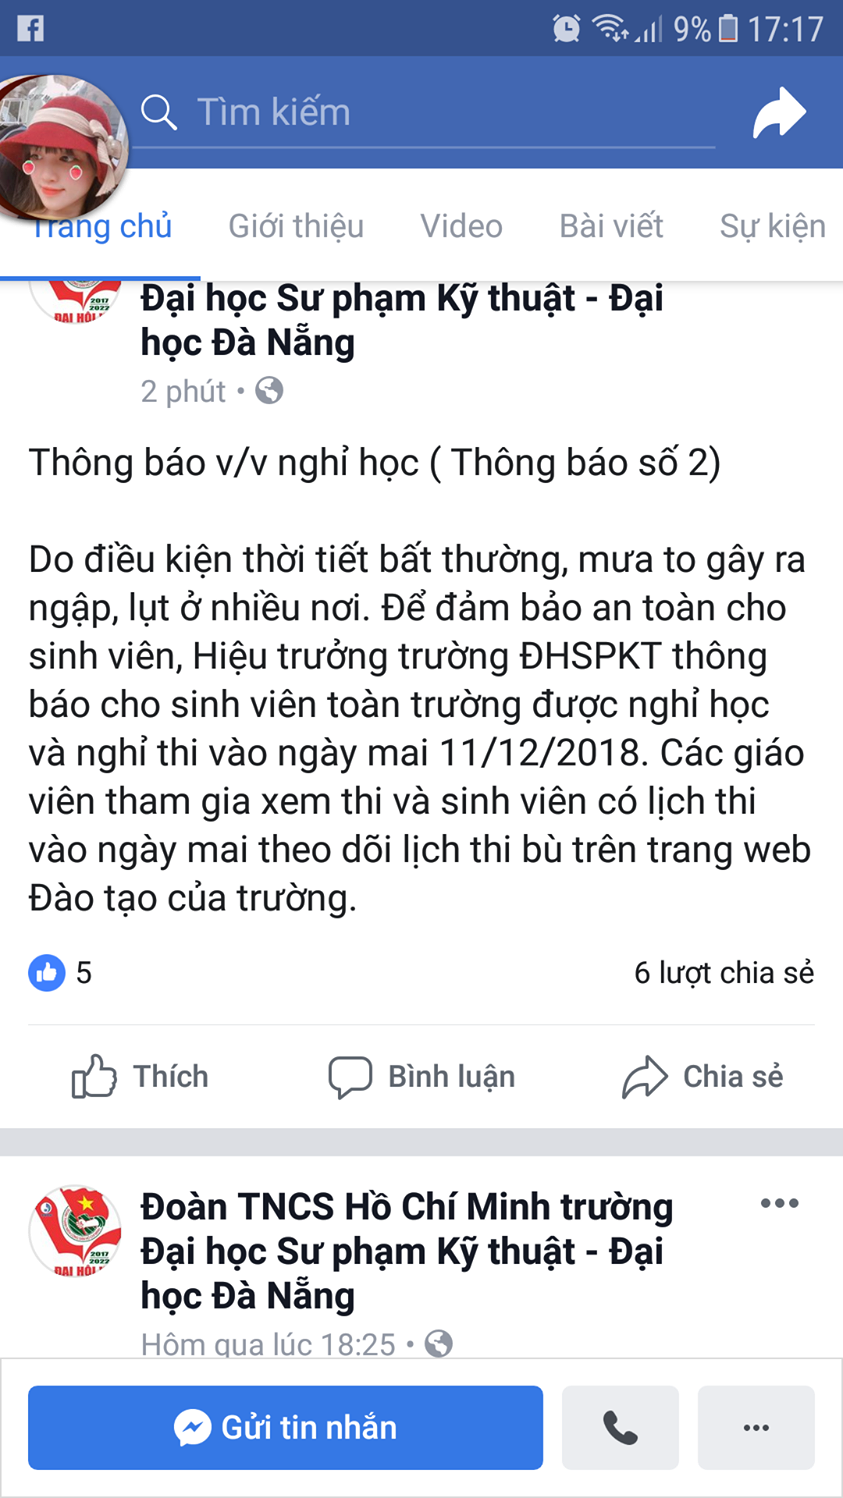 9% 17:17
Tìm kiếm
Trang chủ Giới thiệu Video Bài viết Sự kiện
2017
2022
ĐẠI HỘI
Đại học Sư phạm Kỹ thuật - Đại
học Đà Nẵng
2 phút •
Thông báo v/v nghỉ học ( Thông báo số 2)
Do điều kiện thời tiết bất thường, mưa to gây ra
ngập, lụt ở nhiều nơi. Để đảm bảo an toàn cho
sinh viên, Hiệu trưởng trường ĐHSPKT thông
báo cho sinh viên toàn trường được nghỉ học
và nghỉ thi vào ngày mai 11/12/2018. Các giáo
viên tham gia xem thi và sinh viên có lịch thi
vào ngày mai theo dõi lịch thi bù trên trang web
Đào tạo của trường.
5 6 lượt chia sẻ
Thích Bình luận Chia sẻ
Đoàn TNCS Hồ Chí Minh trường
Đại học Sư phạm Kỹ thuật - Đại
học Đà Nẵng
2017
2022
ĐẠI HỘI
Hôm qua lúc 18:25 •
Gửi tin nhắn